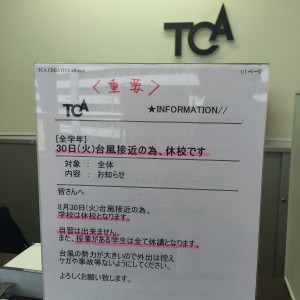 TCA
TCA CREATIVE eBoard
1/1 ページ
<重要>
TCA
★INFORMATION//
[全学年]
30日(火)台風接近の為、休校です
対象 : 全体
内容 : お知らせ
皆さんへ
8月30日(火)台風接近の為、
学校は休校となります。
自習は出来ません。
また、授業がある学生は全て休講となります。
台風の勢力が大きいので外出は控え
ケガや事故等ないようにしてください。
よろしくお願い致します。